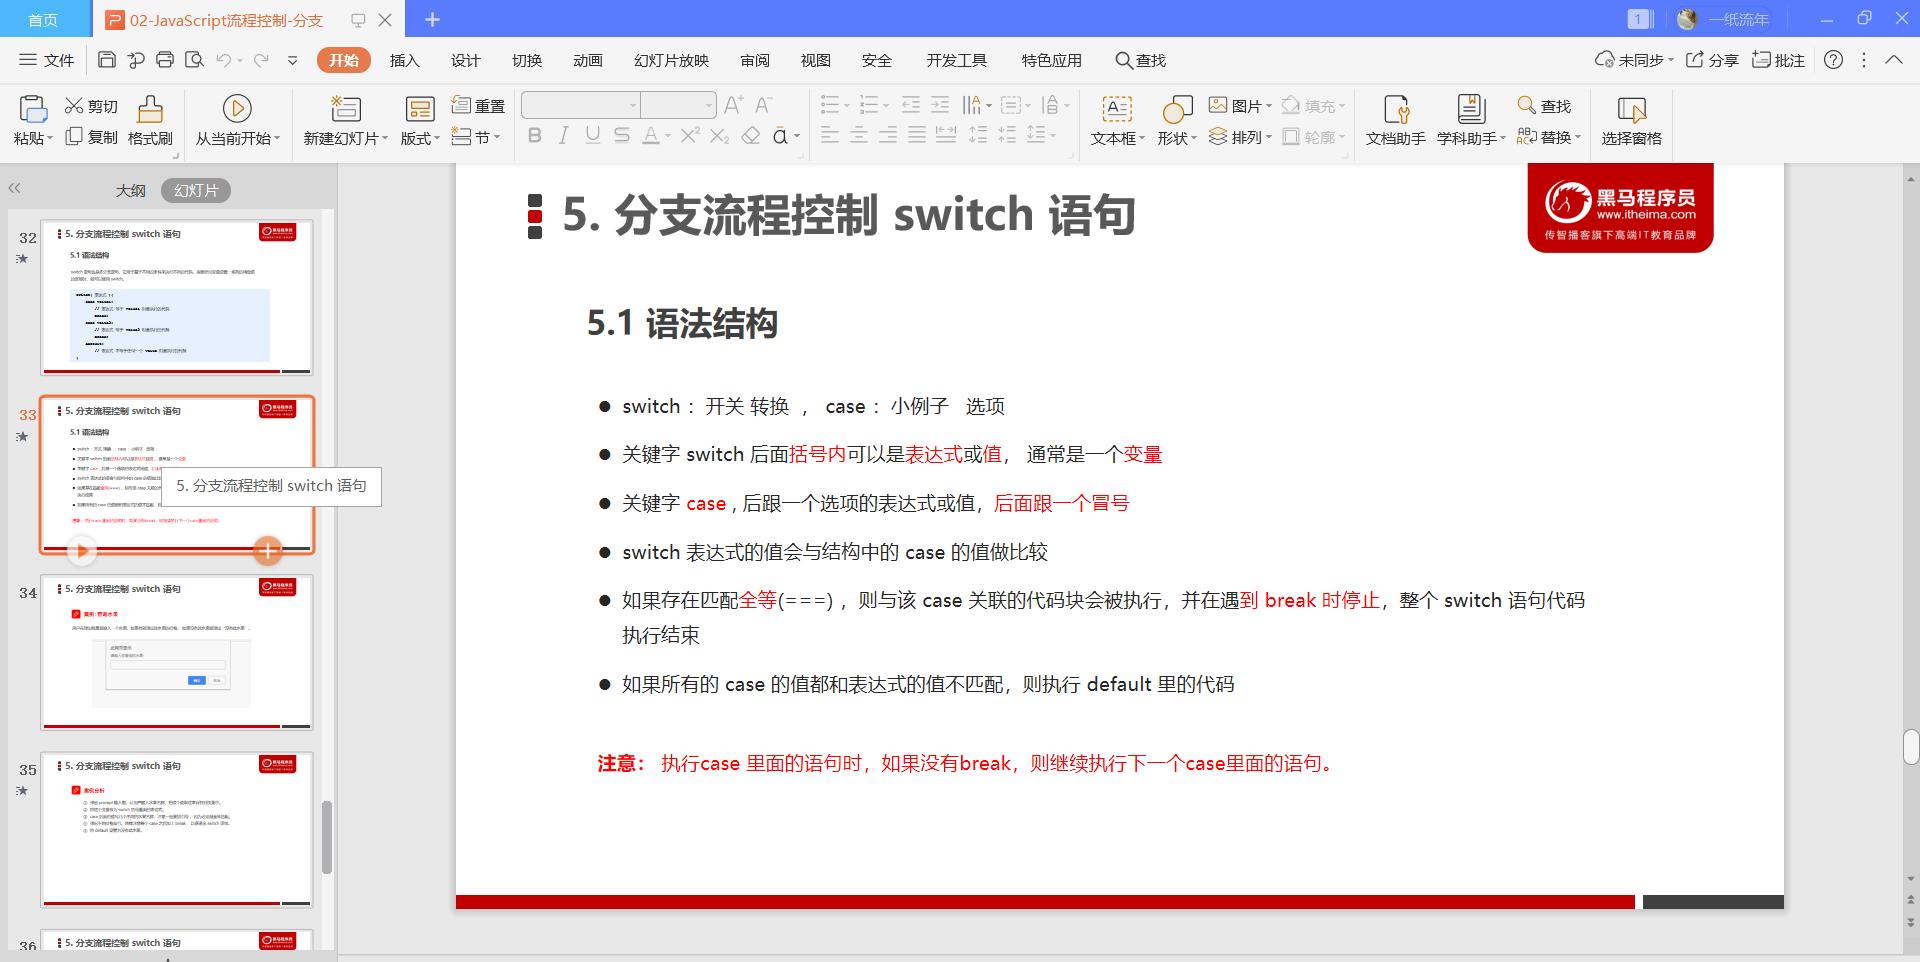 首页
02-JavaScript流程控制-分支
1
一纸流年
文件
开始
插入
设计
切换
动画
幻灯片放映
审阅
视图
安全
开发工具
特色应用
查找
未同步
分享
批注
粘贴
剪切
复制
格式刷
从当前开始
新建幻灯片
版式
重置
节
文本框
形状
图片
排列
填充
轮廓
文档助手
学科助手
查找
替换
选择窗格
大纲
幻灯片
32
5. 分支流程控制 switch 语句
5.1 语法结构
33
5. 分支流程控制 switch 语句
5.1 语法结构
5. 分支流程控制 switch 语句
34
5. 分支流程控制 switch 语句
案例: 查询水果
35
5. 分支流程控制 switch 语句
案例分析
36
5. 分支流程控制 switch 语句
5. 分支流程控制 switch 语句
黑马程序员
www.itheima.com
传智播客旗下高端IT教育品牌
5.1 语法结构
switch ：开关 转换 ， case ：小例子 选项
关键字 switch 后面括号内可以是表达式或值， 通常是一个变量
关键字 case , 后跟一个选项的表达式或值，后面跟一个冒号
switch 表达式的值会与结构中的 case 的值做比较
如果存在匹配全等(===) ，则与该 case 关联的代码块会被执行，并在遇到 break 时停止，整个 switch 语句代码
执行结束
如果所有的 case 的值都和表达式的值不匹配，则执行 default 里的代码
注意： 执行case 里面的语句时，如果没有break，则继续执行下一个case里面的语句。